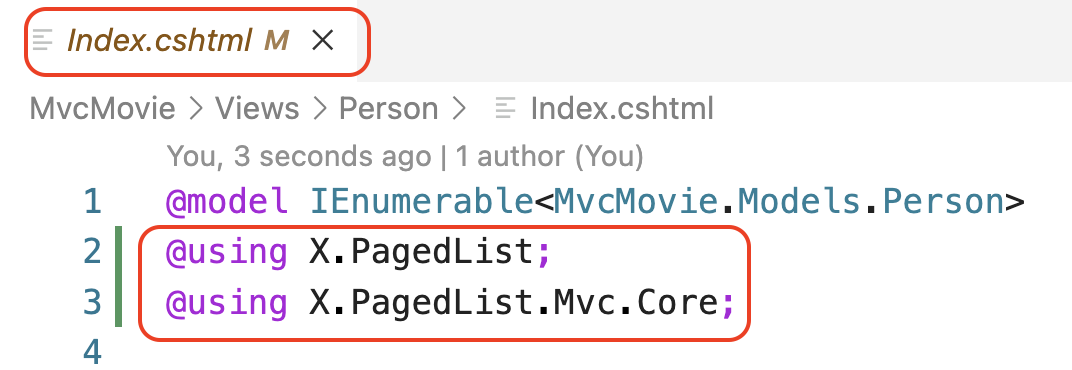 Index.cshtml M
MvcMovie > Views > Person > Index.cshtml
You, 3 seconds ago | 1 author (You)
1 @model IEnumerable<MvcMovie.Models.Person>
2 @using X.PagedList;
3 @using X.PagedList.Mvc.Core;
4